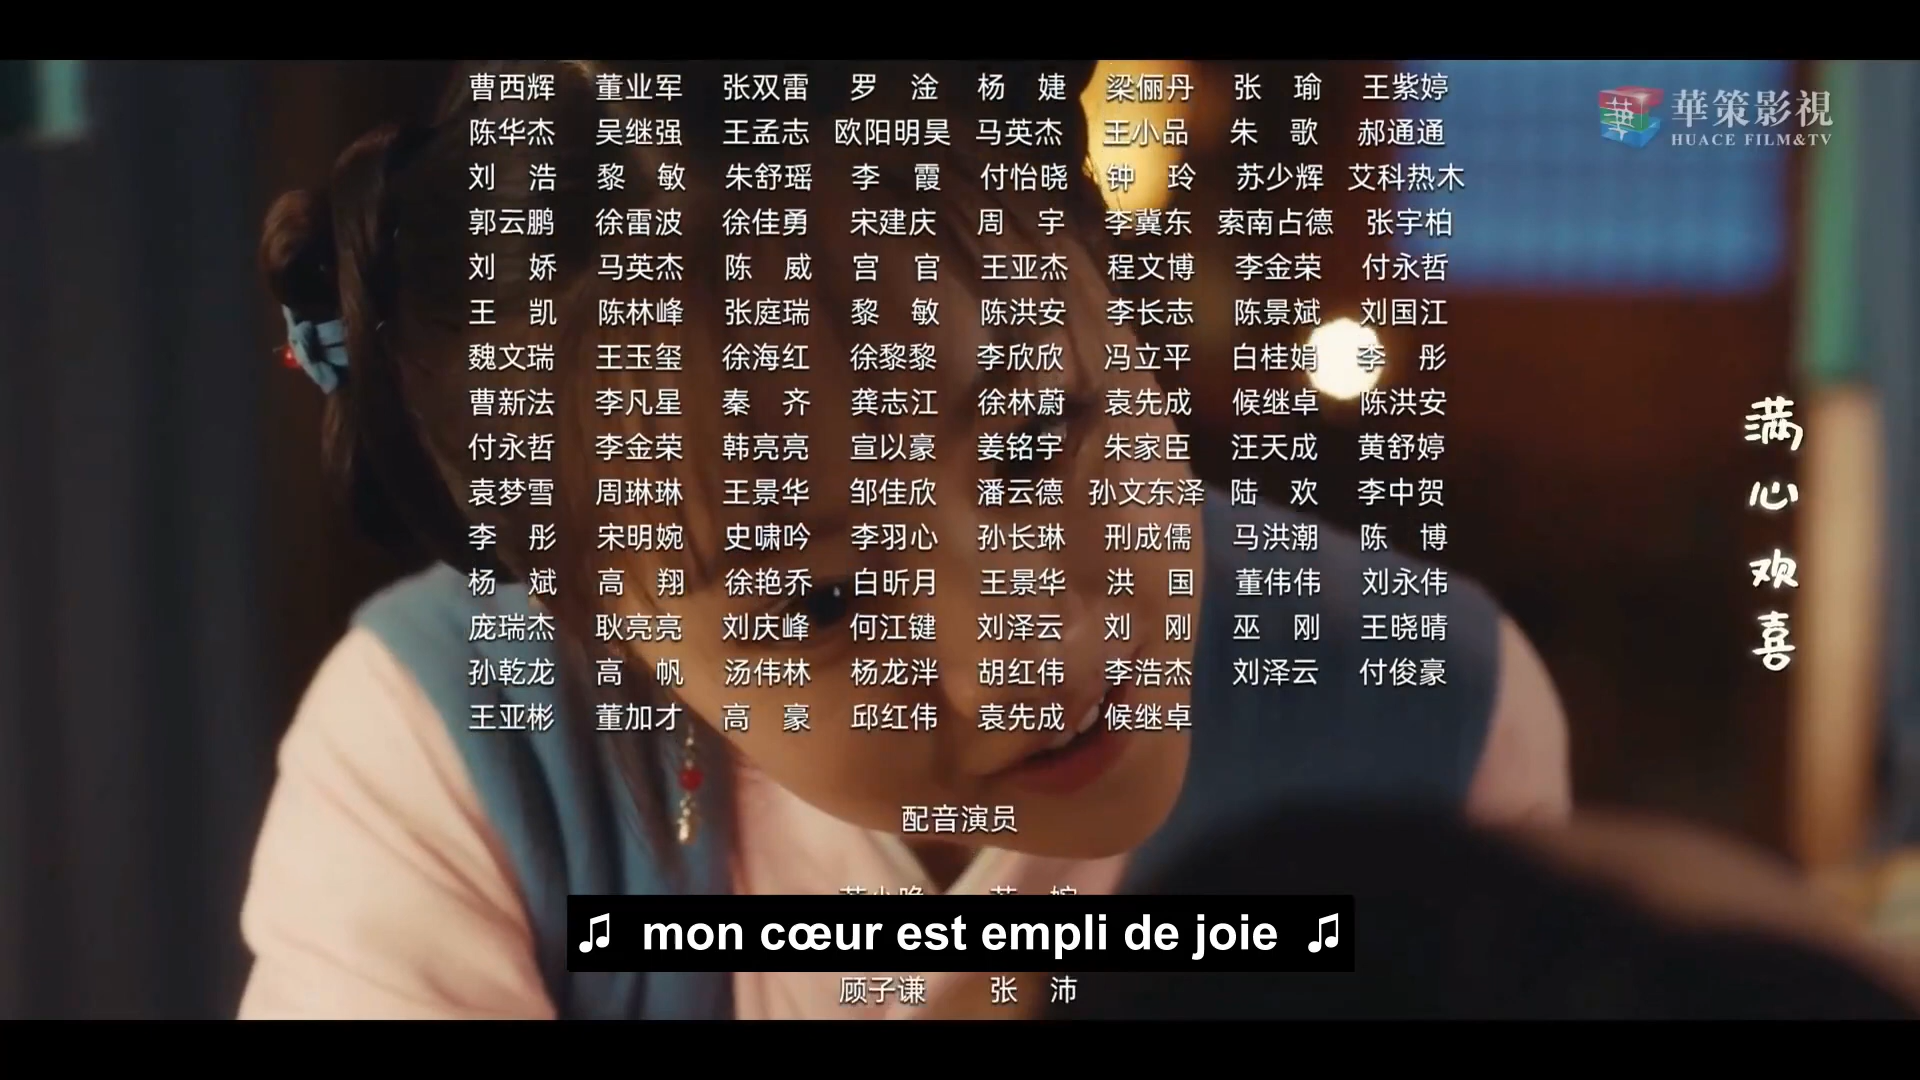 曹西辉 董业军 张双雷 罗淦 杨婕 梁俪丹 张瑜 王紫婷
華策影視
HUACE FILM&TV
陈华杰 吴继强 王孟志 欧阳明昊 马英杰 王小品 朱歌 郝通通
刘浩 黎敏 朱舒瑶 李霞 付怡晓 钟玲 苏少辉 艾科热木
郭云鹏 徐雷波 徐佳勇 宋建庆 周宇 李冀东 索南占德 张宇柏
刘娇 马英杰 陈威 宫官 王亚杰 程文博 李金荣 付永哲
王凯 陈林峰 张庭瑞 黎敏 陈洪安 李长志 陈景斌 刘国江
魏文瑞 王玉玺 徐海红 徐黎黎 李欣欣 冯立平 白桂娟 李彤
曹新法 李凡星 秦齐 龚志江 徐林蔚 袁先成 候继卓 陈洪安
付永哲 李金荣 韩亮亮 宣以豪 姜铭宇 朱家臣 汪天成 黄舒婷
袁梦雪 周琳琳 王景华 邹佳欣 潘云德 孙文东泽 陆欢 李中贺
李彤 宋明婉 史啸吟 李羽心 孙长琳 刑成儒 马洪潮 陈博
杨斌 高翔 徐艳乔 白昕月 王景华 洪国 董伟伟 刘永伟
庞瑞杰 耿亮亮 刘庆峰 何江键 刘泽云 刘刚 巫刚 王晓晴
孙乾龙 高帆 汤伟林 杨龙泮 胡红伟 李浩杰 刘泽云 付俊豪
王亚彬 董加才 高豪 邱红伟 袁先成 候继卓
满心欢喜
配音演员
♫ mon cœur est empli de joie ♫
顾子谦 张沛